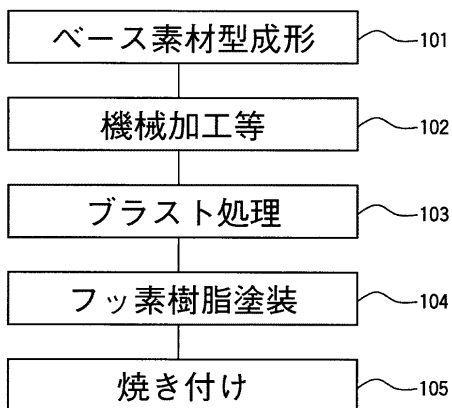 ベース素材型成形
101
機械加工等
102
ブラスト処理
103
フッ素樹脂塗装
104
焼き付け
105